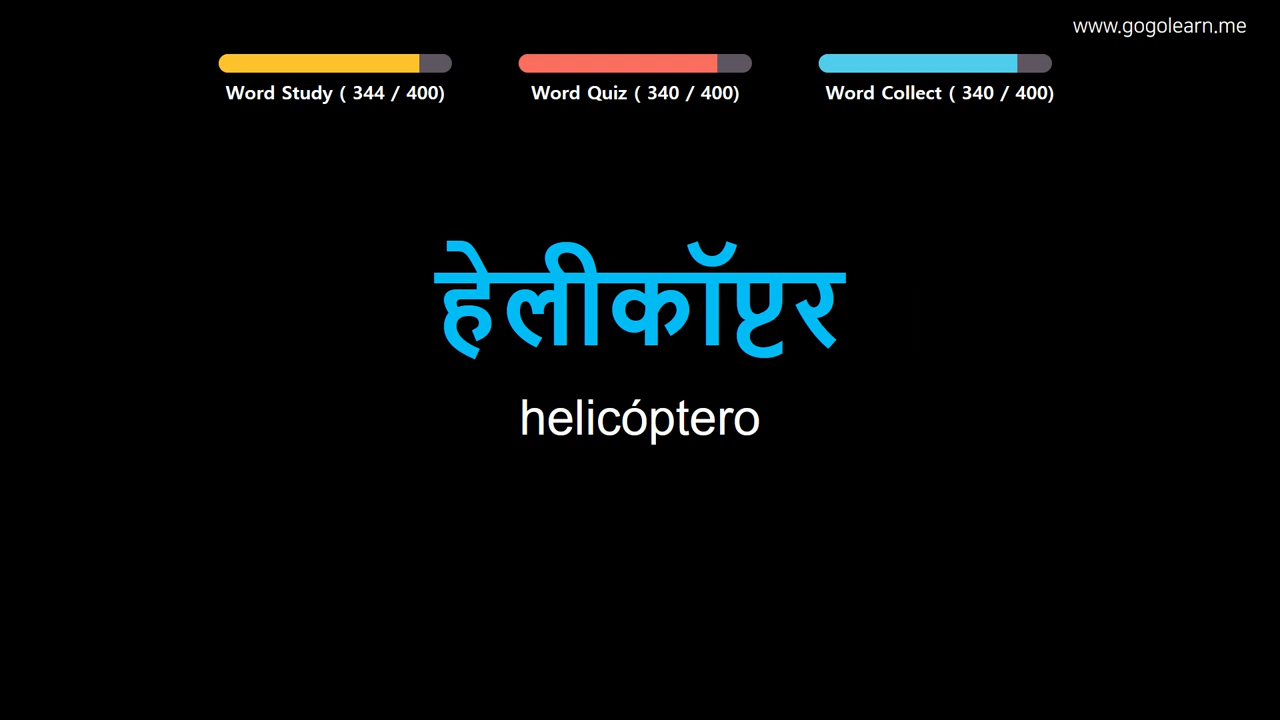 www.gogolearn.me
Word Study ( 344 / 400)
Word Quiz ( 340 / 400)
Word Collect ( 340 / 400)
हेलीकॉप्टर
helicóptero